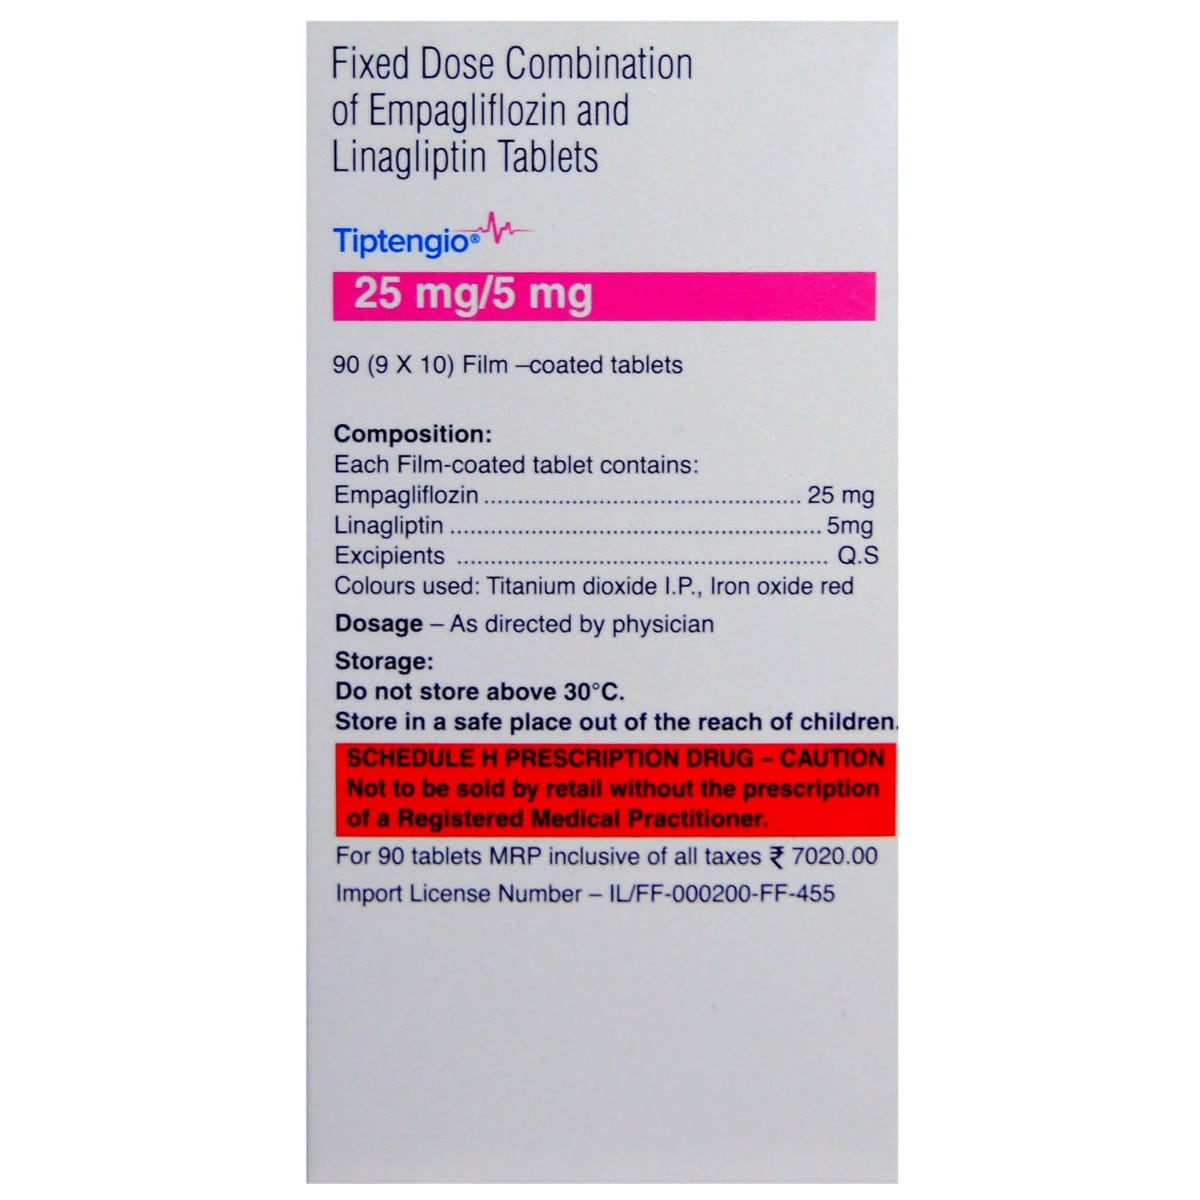 Fixed Dose Combination
of Empagliflozin and
Linagliptin Tablets
Tiptengio®
25 mg/5 mg
90 (9 X 10) Film –coated tablets
Composition:
Each Film-coated tablet contains:
Empagliflozin ................................................ 25 mg
Linagliptin ........................................................ 5mg
Excipients ........................................................ Q.S
Colours used: Titanium dioxide I.P., Iron oxide red
Dosage – As directed by physician
Storage:
Do not store above 30°C.
Store in a safe place out of the reach of children.
SCHEDULE H PRESCRIPTION DRUG – CAUTION
Not to be sold by retail without the prescription
of a Registered Medical Practitioner.
For 90 tablets MRP inclusive of all taxes ₹ 7020.00
Import License Number – IL/FF-000200-FF-455